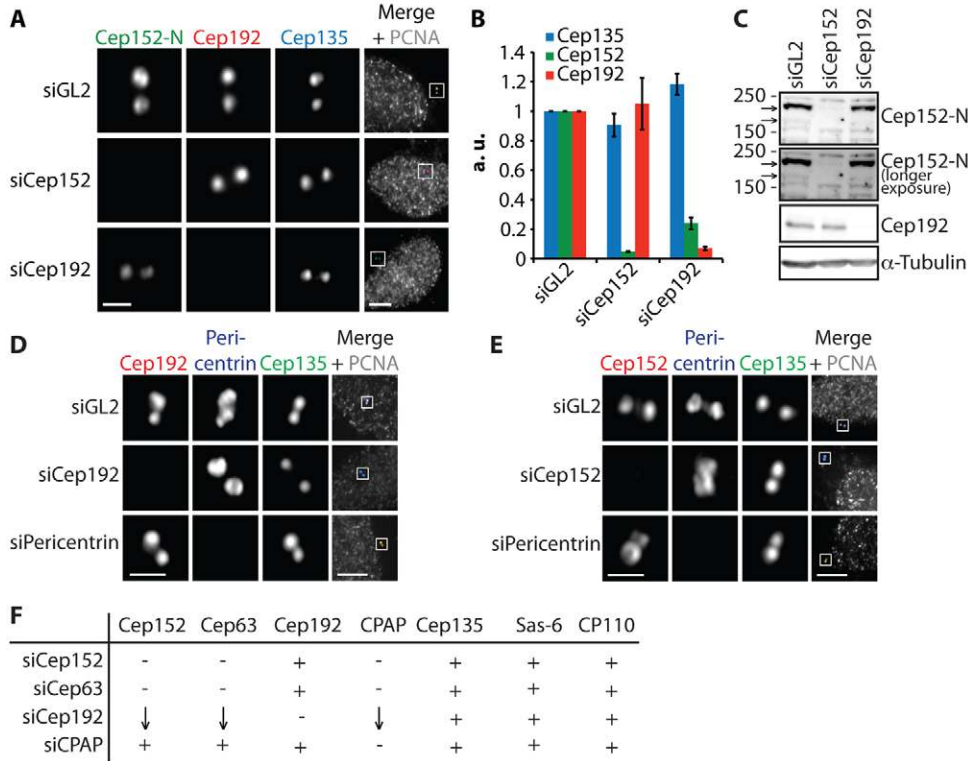 A
Cep152-N Cep192 Cep135 Merge + PCNA
siGL2
siCep152
siCep192
B
Cep135
Cep152
Cep192
a. u.
1.4
1.2
1
0.8
0.6
0.4
0.2
0
siGL2 siCep152 siCep192
C
siGL2 siCep152 siCep192
250 -
150 -
Cep152-N
250 -
150 -
Cep152-N
(longer
exposure)
Cep192
α-Tubulin
D
Peri- Merge
Cep192 centrin Cep135 + PCNA
siGL2
siCep192
siPericentrin
E
Peri- Merge
Cep152 centrin Cep135 + PCNA
siGL2
siCep152
siPericentrin
F
Cep152 Cep63 Cep192 CPAP Cep135 Sas-6 CP110
siCep152 - - + - + + +
siCep63 - - + - + + +
siCep192 ↓ ↓ - ↓ + + +
siCPAP + + + - + + +